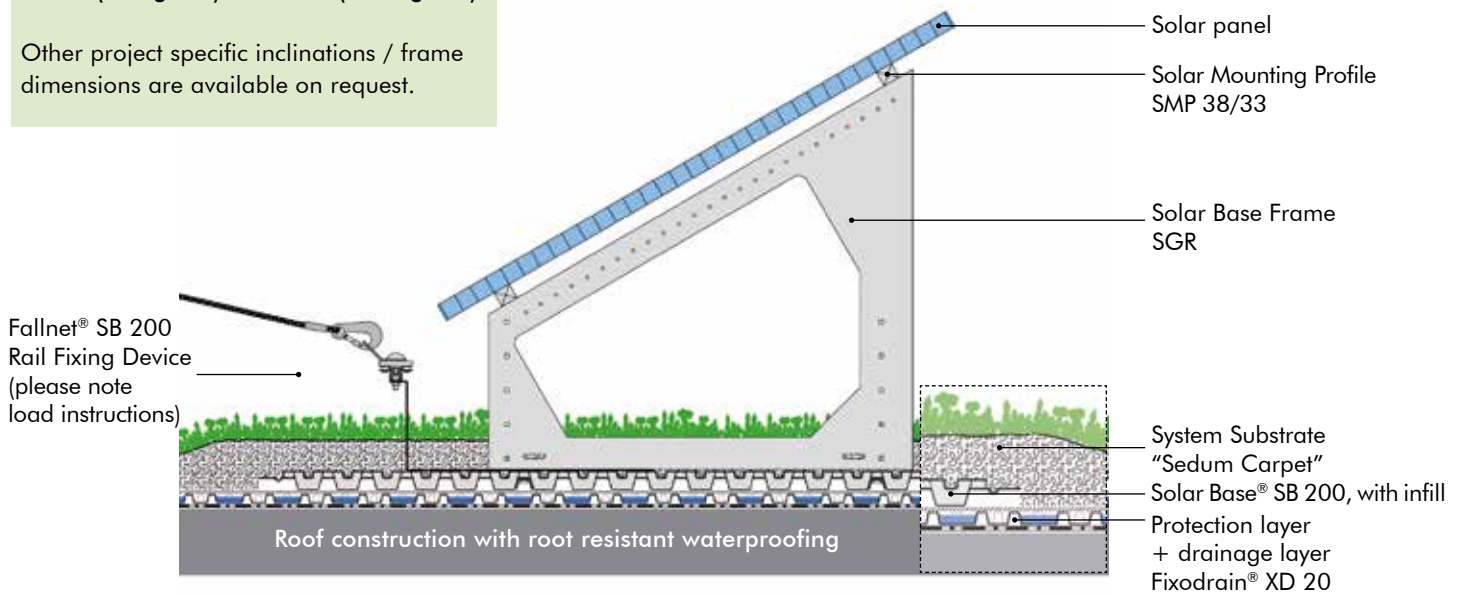 Other project specific inclinations / frame
dimensions are available on request.
Solar panel
Solar Mounting Profile
SMP 38/33
Solar Base Frame
SGR
Fallnet® SB 200
Rail Fixing Device
(please note
load instructions)
System Substrate
“Sedum Carpet”
Solar Base® SB 200, with infill
Protection layer
+ drainage layer
Fixodrain® XD 20
Roof construction with root resistant waterproofing